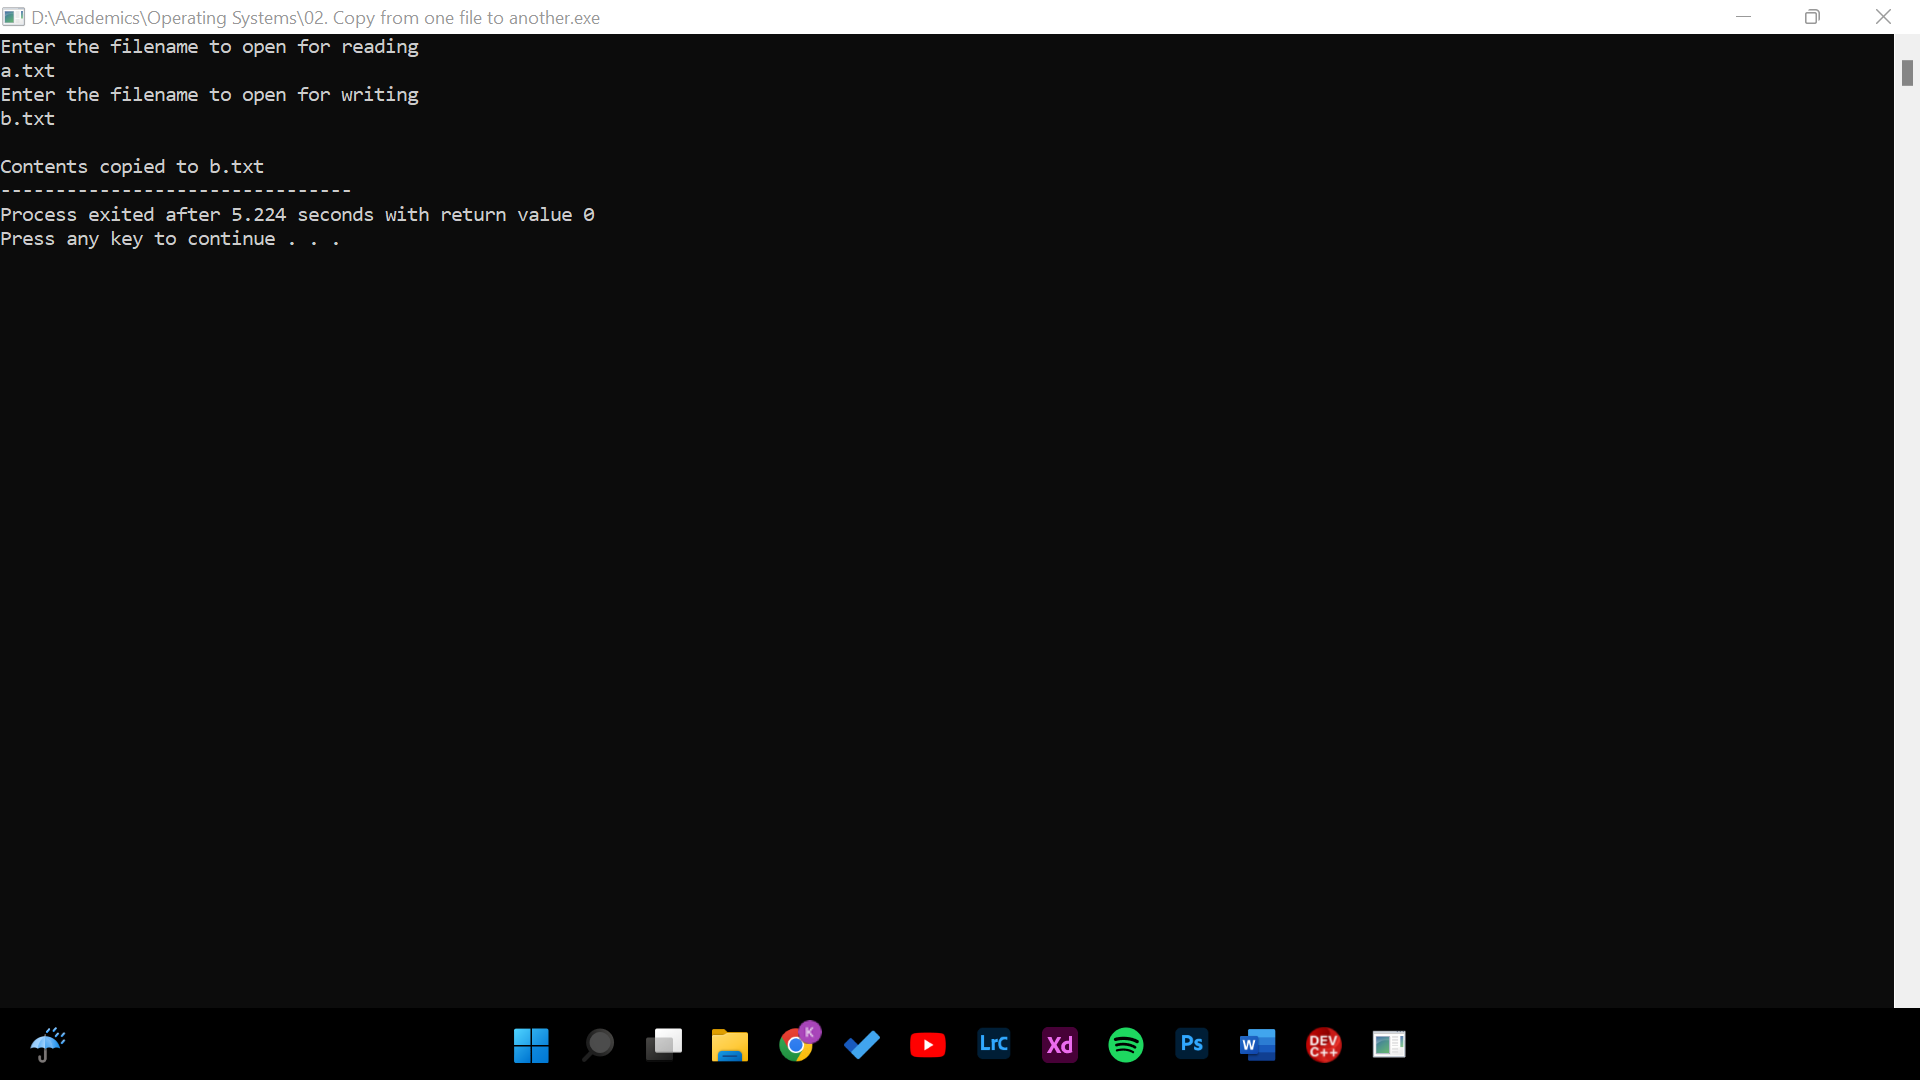 D:\Academics\Operating Systems\02. Copy from one file to another.exe
Enter the filename to open for reading
a.txt
Enter the filename to open for writing
b.txt
Contents copied to b.txt
--------------------------------
Process exited after 5.224 seconds with return value 0
Press any key to continue . . .
K
LrC
Xd
Ps
W
DEV
C++